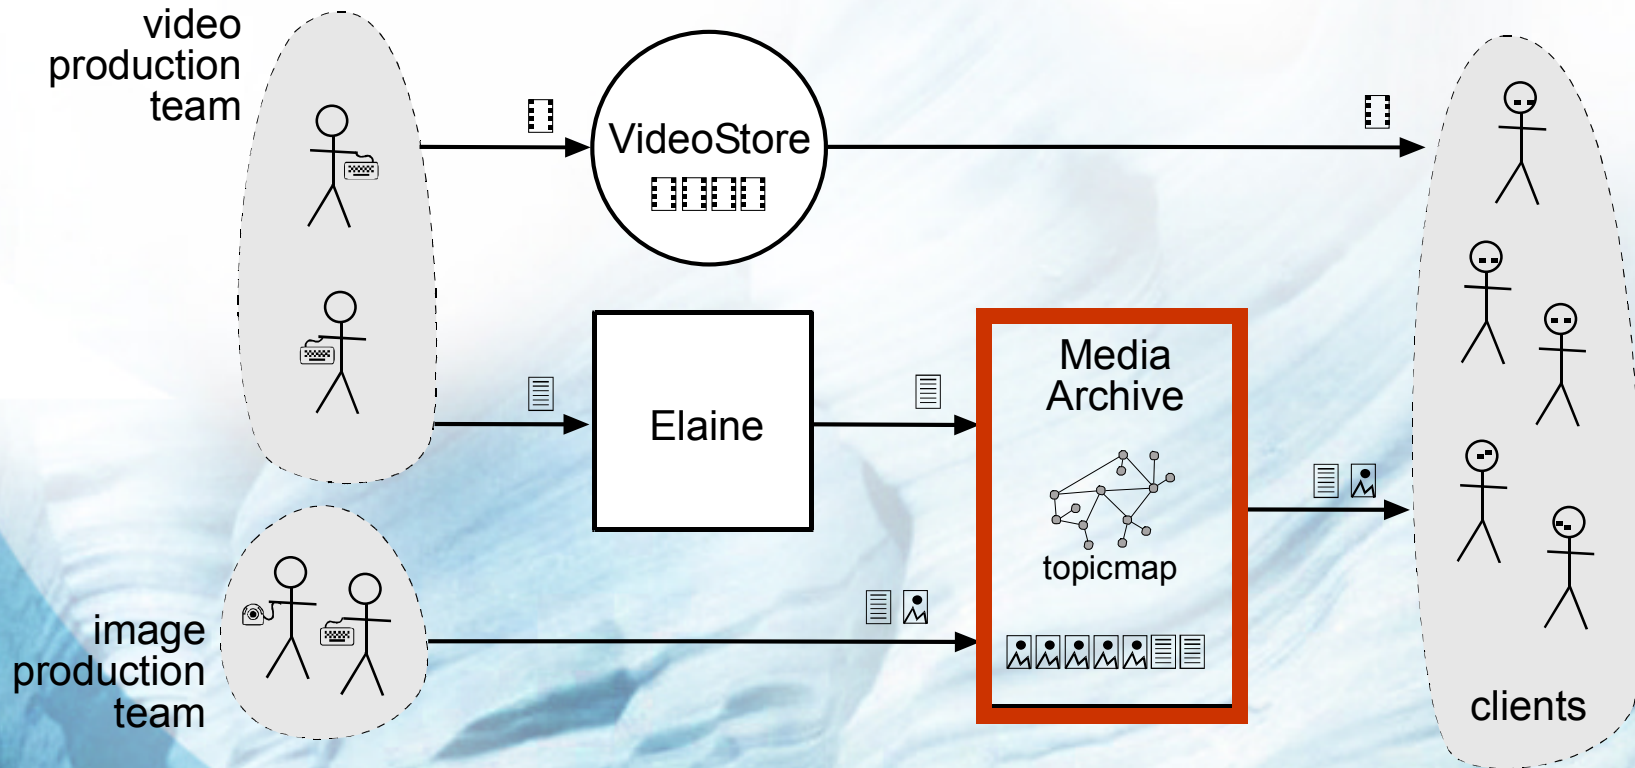 video
production
team
VideoStore
Elaine
Media
Archive
topicmap
image
production
team
clients